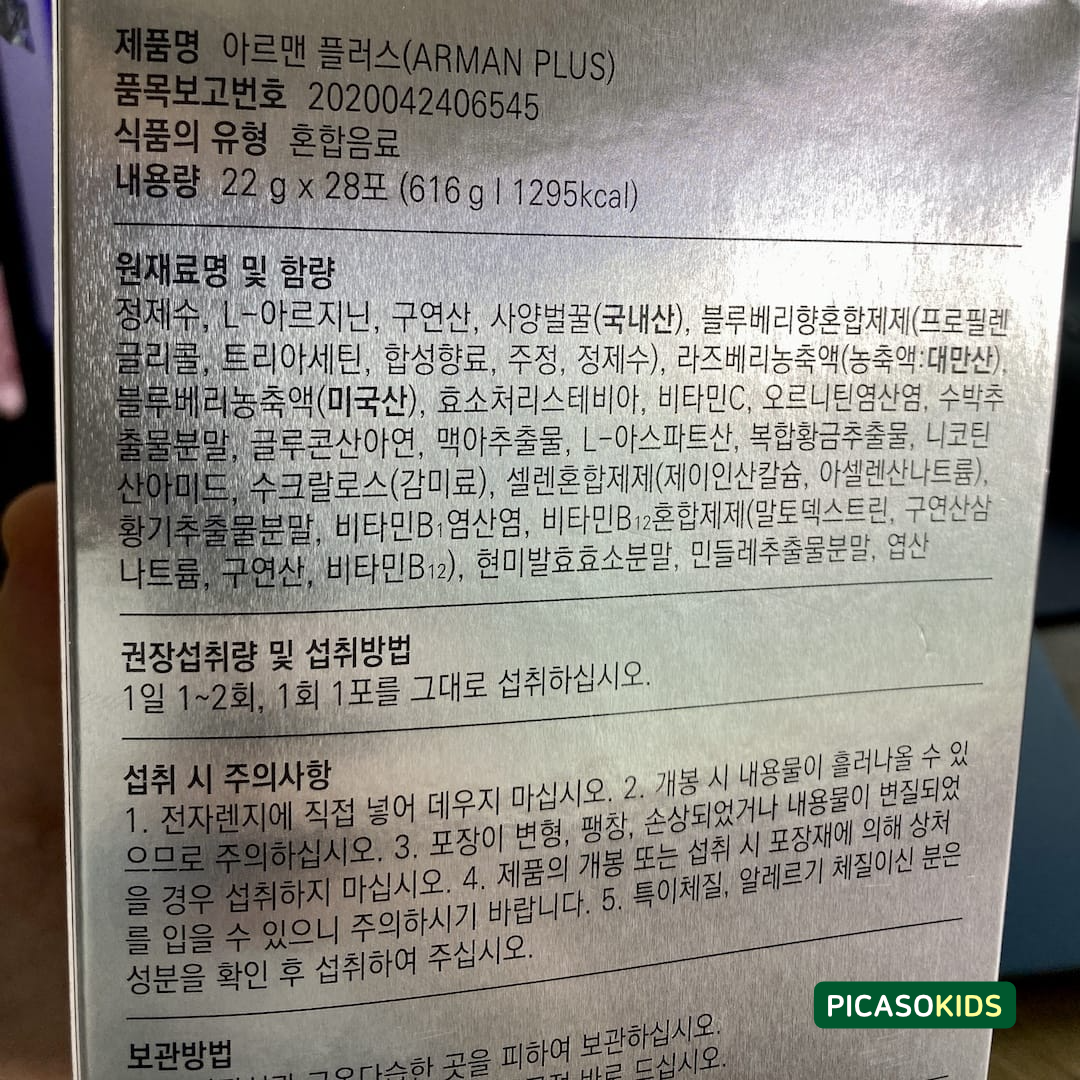 제품명 아르맨 플러스(ARMAN PLUS)
품목보고번호 2020042406545
식품의 유형 혼합음료
내용량 22 g x 28포 (616 g | 1295kcal)
원재료명 및 함량
정제수, L-아르지닌, 구연산, 사양벌꿀(국내산), 블루베리향혼합제제(프로필렌
글리콜, 트리아세틴, 합성향료, 주정, 정제수), 라즈베리농축액(농축액:대만산),
블루베리농축액(미국산), 효소처리스테비아, 비타민C, 오르니틴염산염, 수박추
출물분말, 글루콘산아연, 맥아추출물, L-아스파트산, 복합황금추출물, 니코틴
산아미드, 수크랄로스(감미료), 셀렌혼합제제(제이인산칼슘, 아셀렌산나트륨),
황기추출물분말, 비타민B₁염산염, 비타민B₁₂혼합제제(말토덱스트린, 구연산삼
나트륨, 구연산, 비타민B₁₂), 현미발효효소분말, 민들레추출물분말, 엽산
권장섭취량 및 섭취방법
1일 1~2회, 1회 1포를 그대로 섭취하십시오.
섭취 시 주의사항
1. 전자렌지에 직접 넣어 데우지 마십시오. 2. 개봉 시 내용물이 흘러나올 수 있
으므로 주의하십시오. 3. 포장이 변형, 팽창, 손상되었거나 내용물이 변질되었
을 경우 섭취하지 마십시오. 4. 제품의 개봉 또는 섭취 시 포장재에 의해 상처
를 입을 수 있으니 주의하시기 바랍니다. 5. 특이체질, 알레르기 체질이신 분은
성분을 확인 후 섭취하여 주십시오.
보관방법
고온다습한 곳을 피하여 보관하십시오.
두십시오.
PICASOKIDS